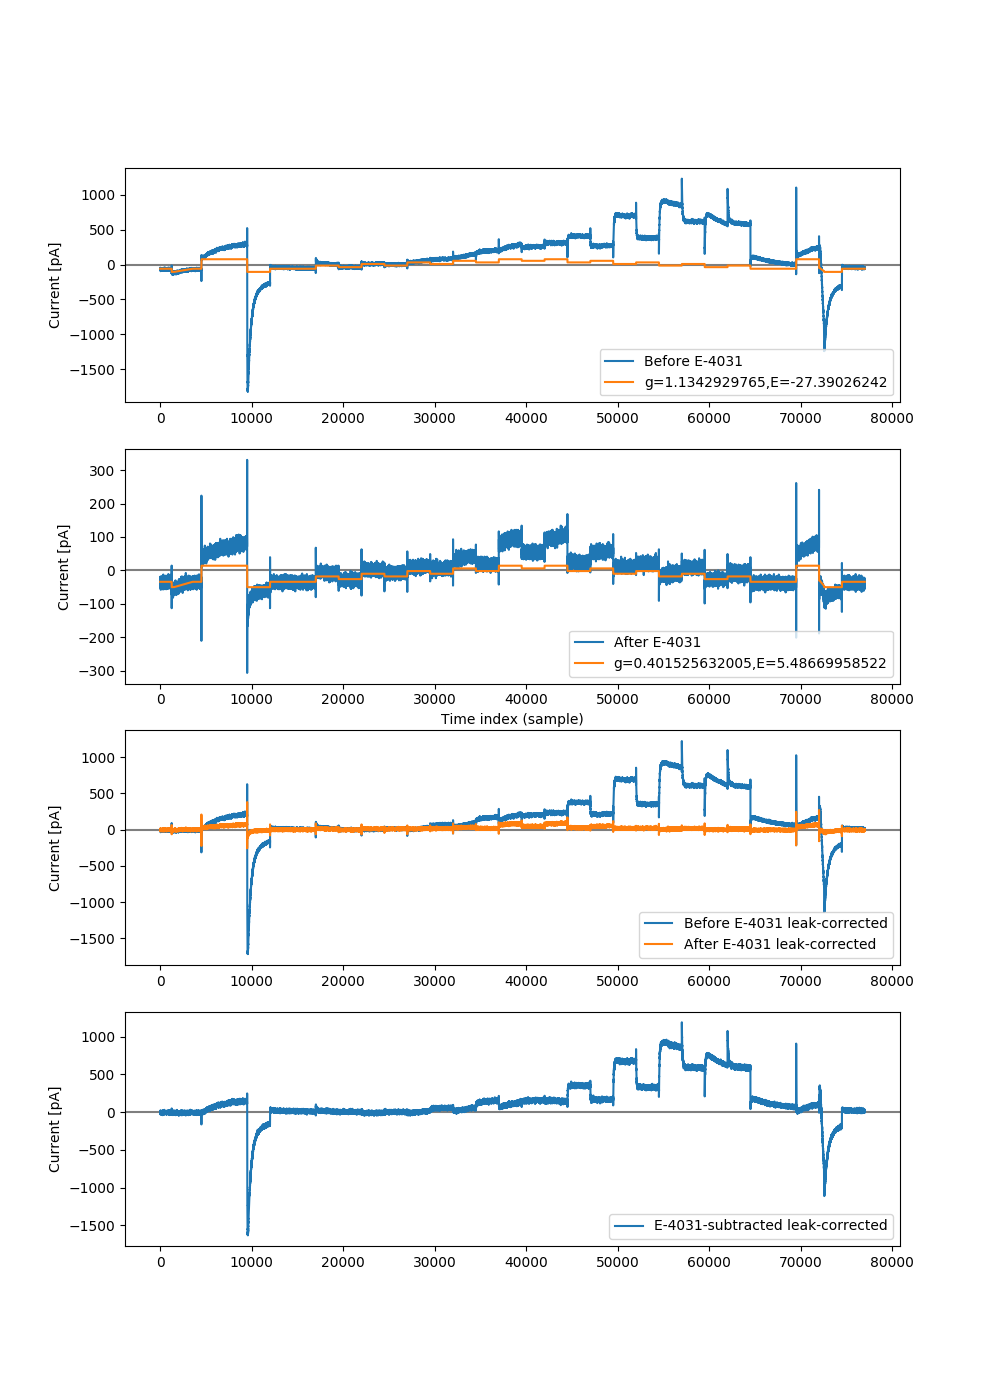 1000
500
0
−500
−1000
−1500
Current [pA]
Before E-4031
g=1.1342929765,E=-27.39026242
0 10000 20000 30000 40000 50000 60000 70000 80000
300
200
100
0
−100
−200
−300
Current [pA]
After E-4031
g=0.401525632005,E=5.48669958522
0 10000 20000 30000 40000 50000 60000 70000 80000
Time index (sample)
1000
500
0
−500
−1000
−1500
Current [pA]
Before E-4031 leak-corrected
After E-4031 leak-corrected
0 10000 20000 30000 40000 50000 60000 70000 80000
1000
500
0
−500
−1000
−1500
Current [pA]
E-4031-subtracted leak-corrected
0 10000 20000 30000 40000 50000 60000 70000 80000